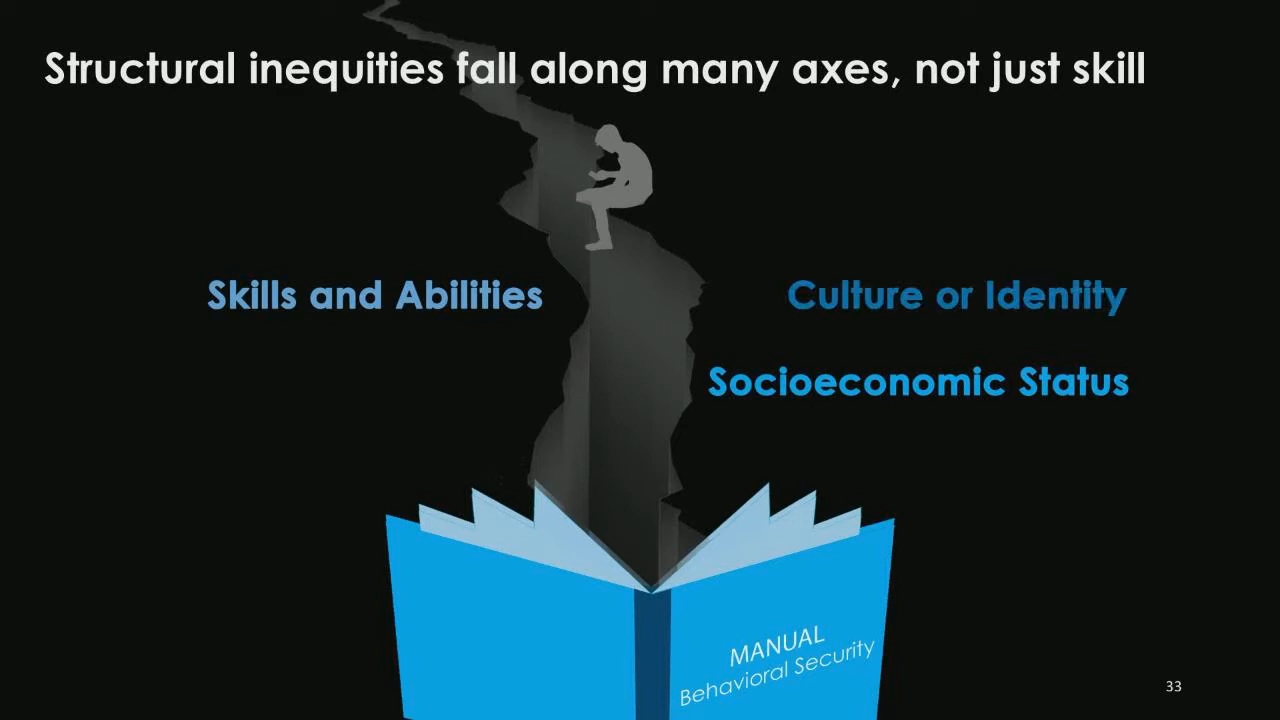 Structural inequities fall along many axes, not just skill
Skills and Abilities
Culture or Identity
Socioeconomic Status
MANUAL
Behavioral Security
33